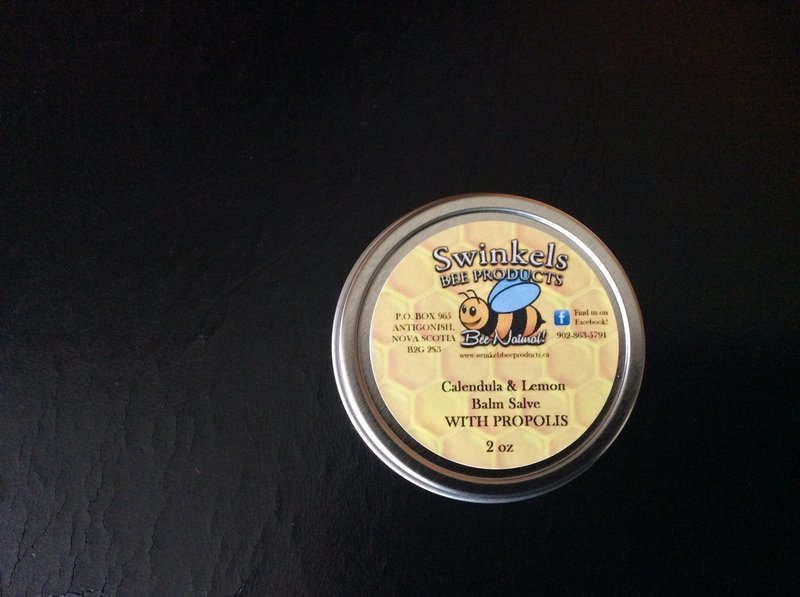 Swinkels
BEE PRODUCTS
P.O. BOX 965
ANTIGONISH,
NOVA SCOTIA
B2G 2S3
Bee Natural!
f
Find us on
Facebook!
902-863-5791
www.swinkelsbeeproducts.ca
Calendula & Lemon
Balm Salve
WITH PROPOLIS
2 oz